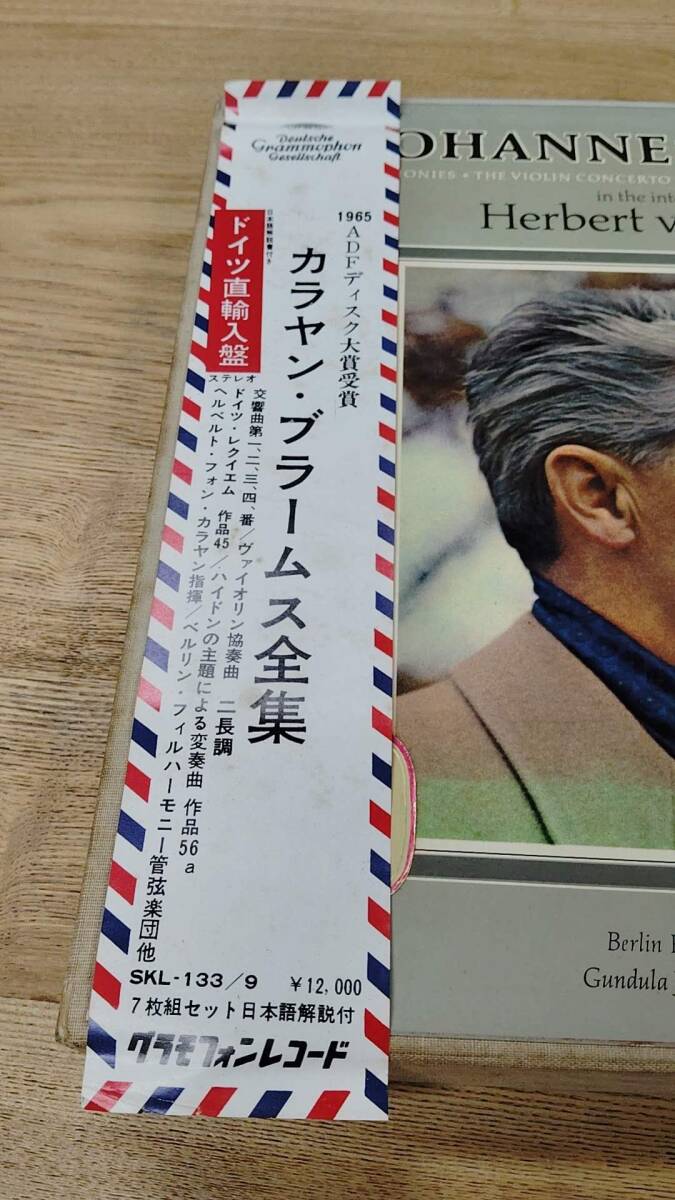 Deutsche
Grammophon
Gesellschaft
日本語解説書付き
ドイツ直輸入盤
1965 ADFディスク大賞受賞
カラヤン・ブラームス全集
ステレオ
交響曲第一、二、三、四、番/ヴァイオリン協奏曲 ニ長調
ドイツ・レクイエム 作品45/ハイドンの主題による変奏曲 作品56a
ヘルベルト・フォン・カラヤン指揮/ベルリン・フィルハーモニー管弦楽団他
SKL-133/9 ¥12,000
7枚組セット日本語解説付
グラモフォンレコード
OHANNE
ONIES • THE VIOLIN CONCERTO
in the int
Herbert v
Berlin
Gundula